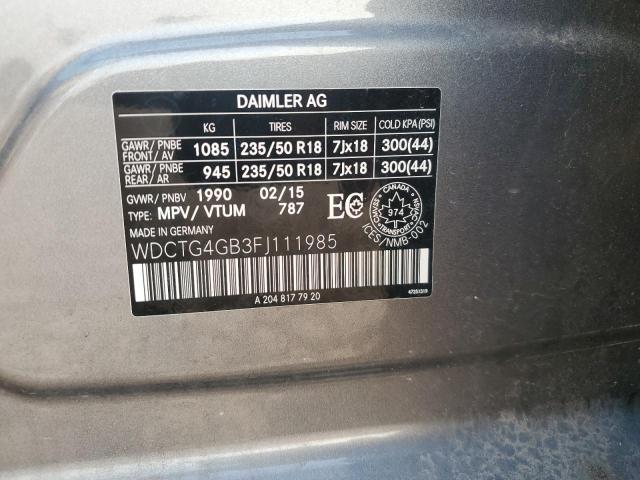 DAIMLER AG
KG TIRES RIM SIZE COLD KPA(PSI)
GAWR/PNBE FRONT/AV 1085 235/50 R18 7Jx18 300(44)
GAWR/PNBE REAR/AR 945 235/50 R18 7Jx18 300(44)
GVWR/PNBV 1990 02/15
TYPE: MPV/VTUM 787
EC
CANADA
CMVSS NSVAC
974
TRANSPORT
ICES/NMB-002
MADE IN GERMANY
WDCTG4GB3FJ111985
A 204 817 79 20